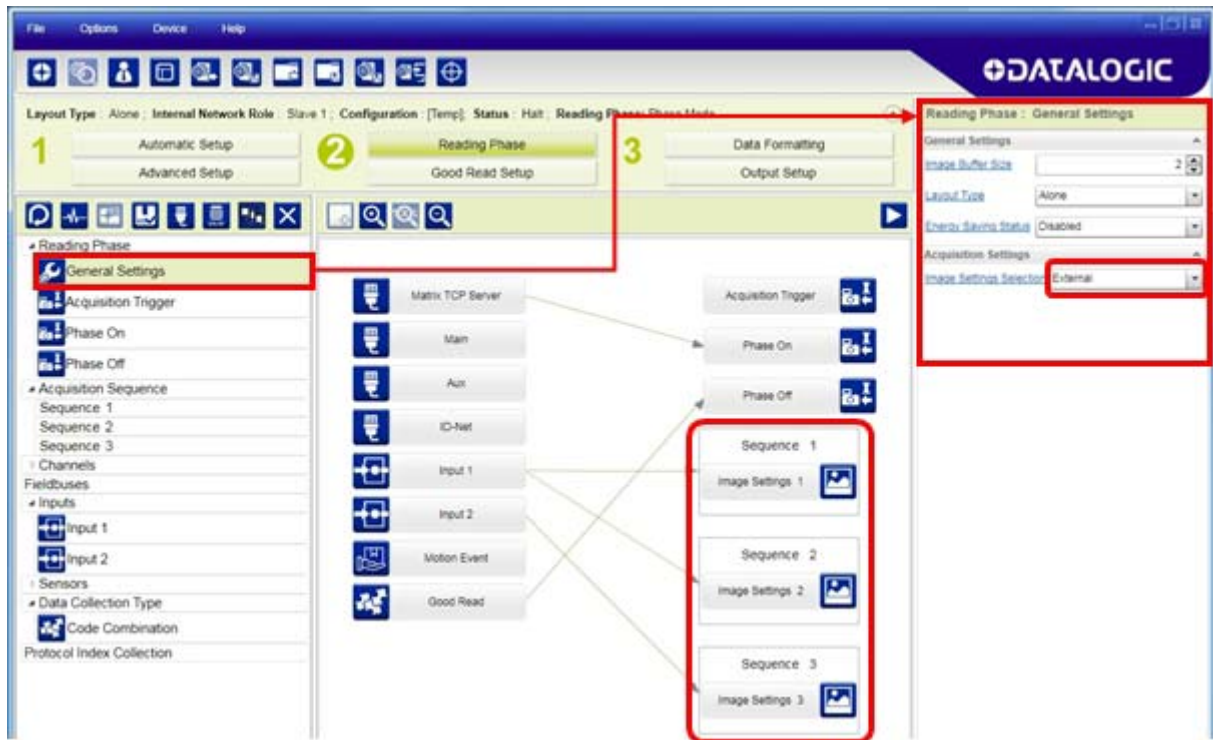 File Options Device Help
DATALOGIC
Layout Type : Alone ; Internal Network Role : Slave 1 ; Configuration : [Temp]; Status : Halt ; Reading Phase: Phase Mode
1 Automatic Setup
Advanced Setup
2 Reading Phase
Good Read Setup
3 Data Formatting
Output Setup
Reading Phase
General Settings
Acquisition Trigger
Phase On
Phase Off
Acquisition Sequence
Sequence 1
Sequence 2
Sequence 3
Channels
Fieldbuses
Inputs
Input 1
Input 2
Sensors
Data Collection Type
Code Combination
Protocol Index Collection
Matrix TCP Server
Main
Aux
ID-Net
Input 1
Input 2
Motion Event
Good Read
Acquisition Trigger
Phase On
Phase Off
Sequence 1
Image Settings 1
Sequence 2
Image Settings 2
Sequence 3
Image Settings 3
Reading Phase : General Settings
General Settings
Image Buffer Size 2
Layout Type Alone
Energy Saving Status Disabled
Acquisition Settings
Image Settings Selection External